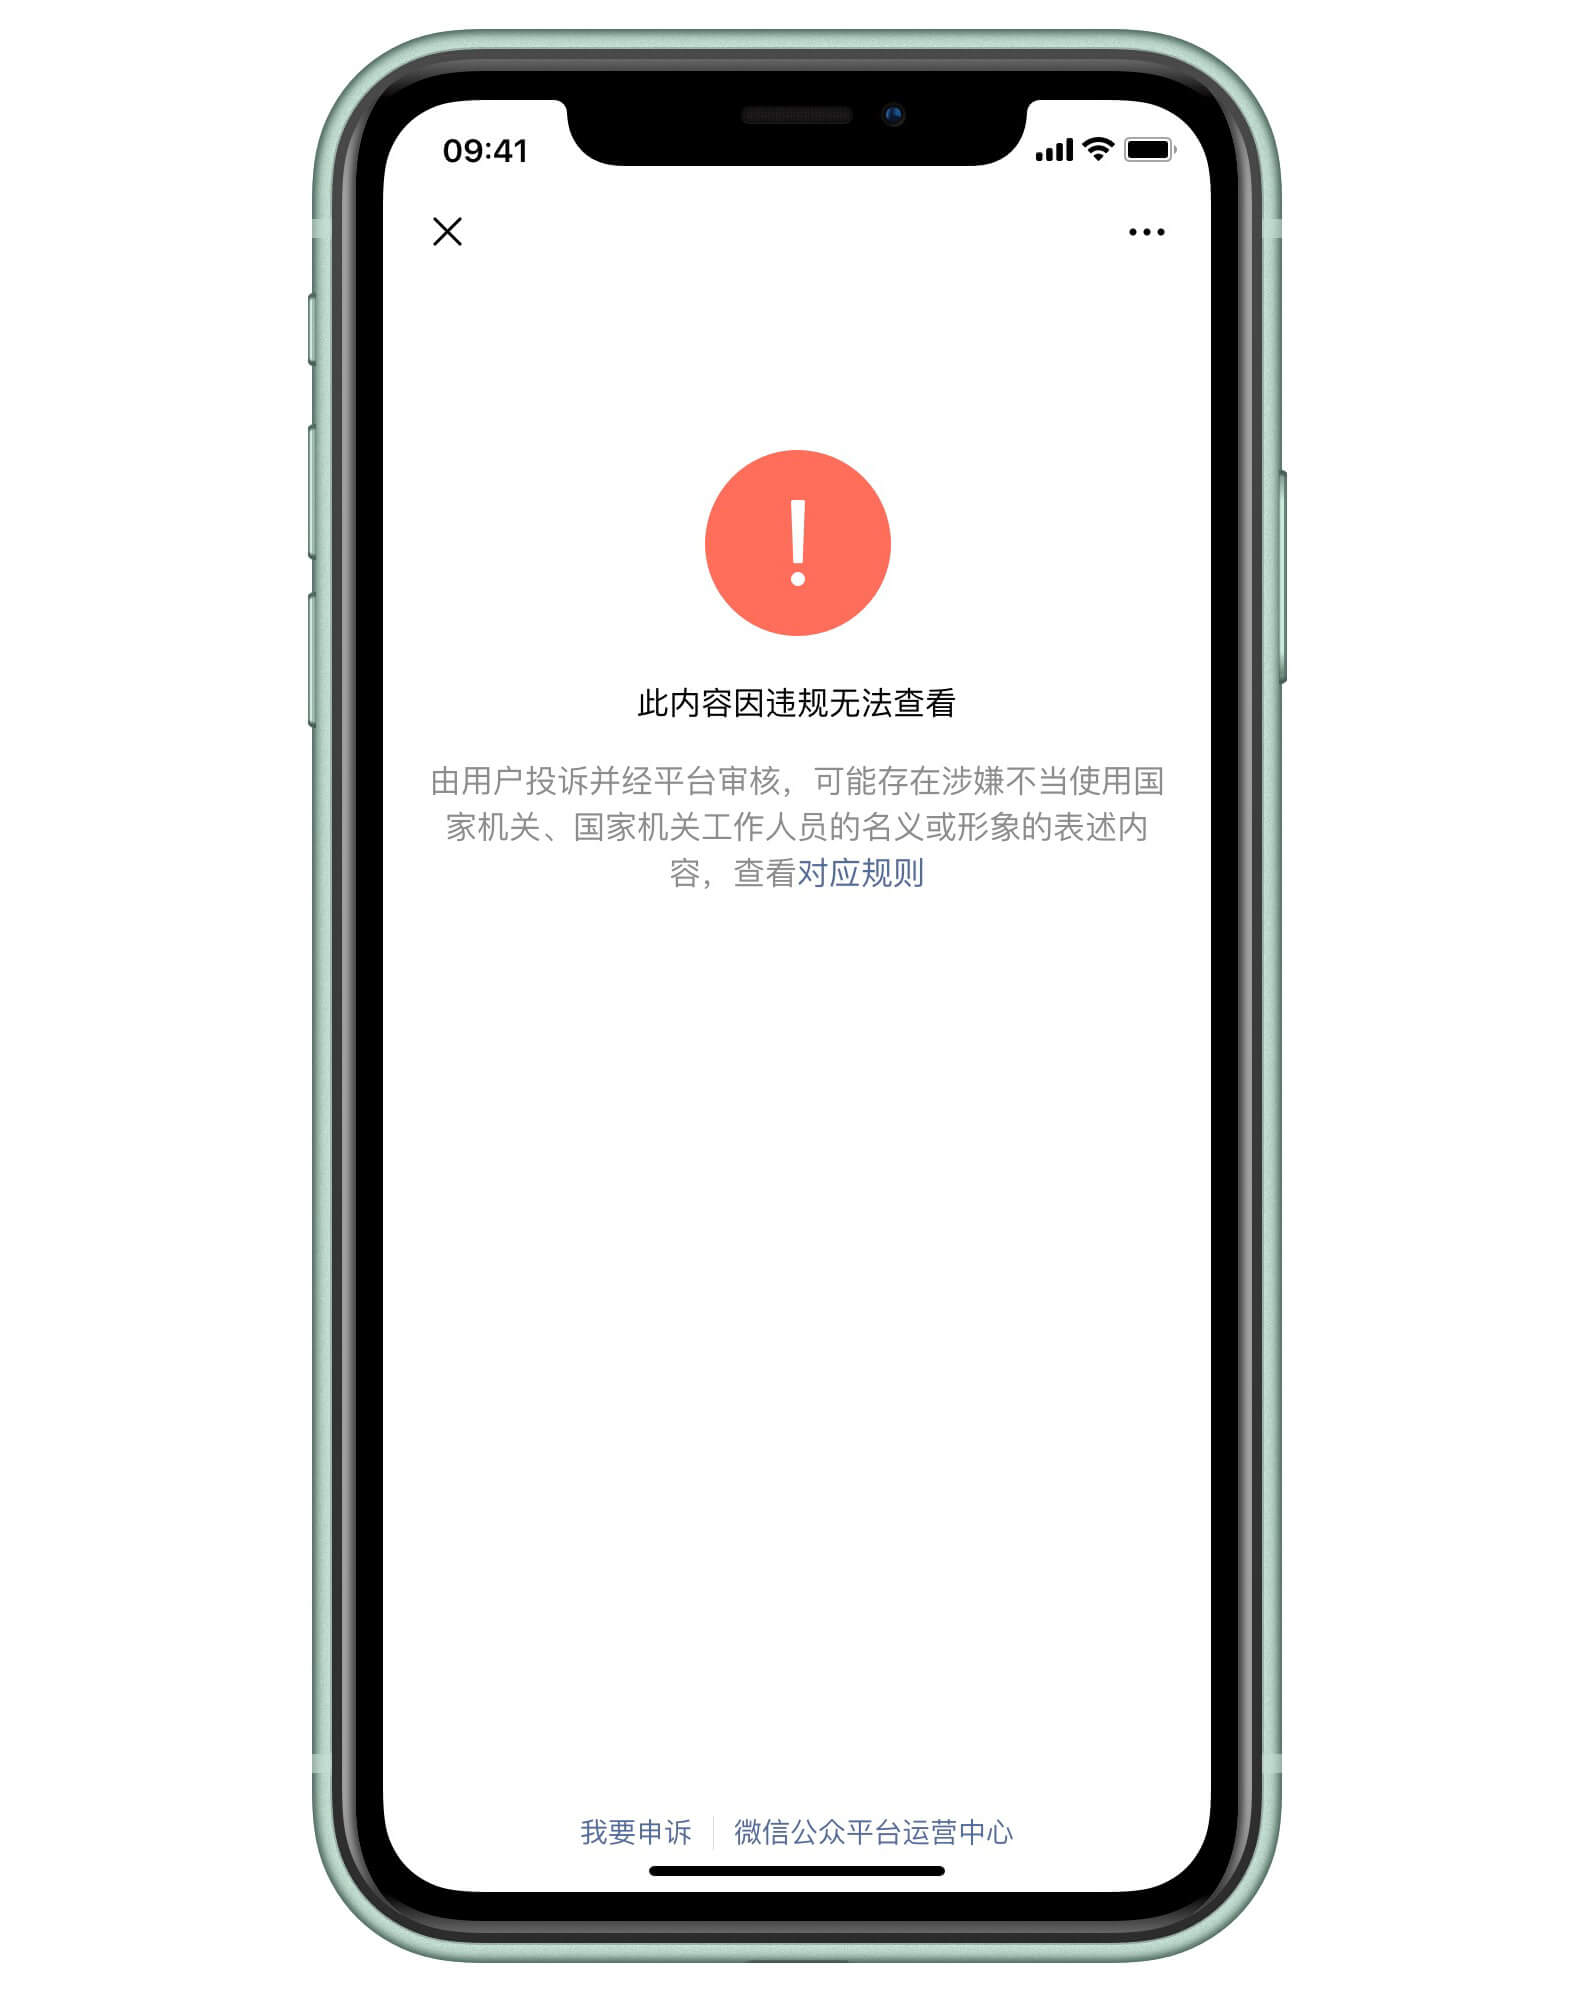 09:41
此内容因违规无法查看
由用户投诉并经平台审核，可能存在涉嫌不当使用国
家机关、国家机关工作人员的名义或形象的表述内
容，查看对应规则
我要申诉
微信公众平台运营中心